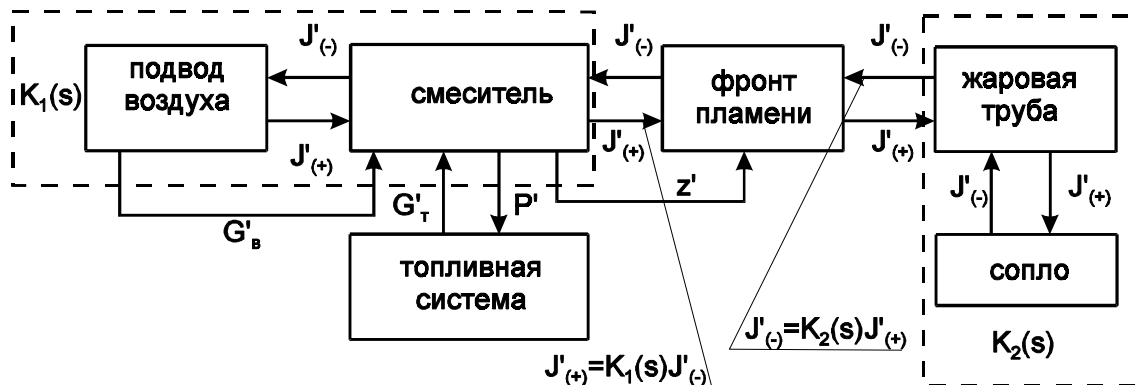 J'(-)
J'(-)
J'(-)
K₁(s)
подвод
воздуха
смеситель
фронт
пламени
жаровая
труба
J'(+)
J'(+)
J'(+)
G'в
G'т
P'
z'
J'(-)
J'(+)
топливная
система
сопло
J'(-)=K₂(s)J'(+)
K₂(s)
J'(+)=K₁(s)J'(-)